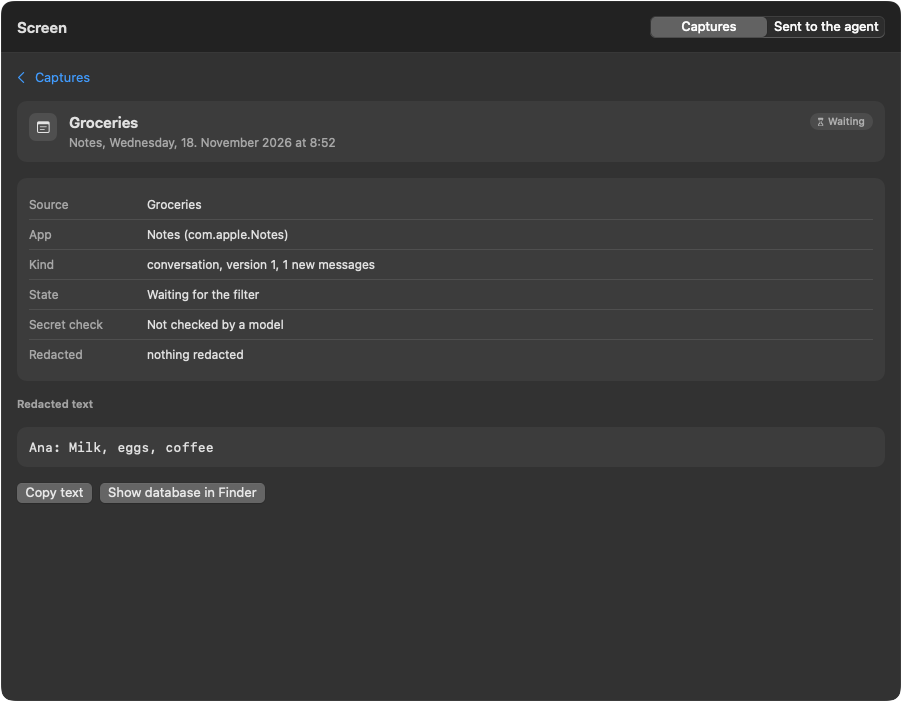 Screen
Captures
Sent to the agent
Captures
Groceries
Waiting
Notes, Wednesday, 18. November 2026 at 8:52
Source Groceries
App Notes (com.apple.Notes)
Kind conversation, version 1, 1 new messages
State Waiting for the filter
Secret check Not checked by a model
Redacted nothing redacted
Redacted text
Ana: Milk, eggs, coffee
Copy text
Show database in Finder